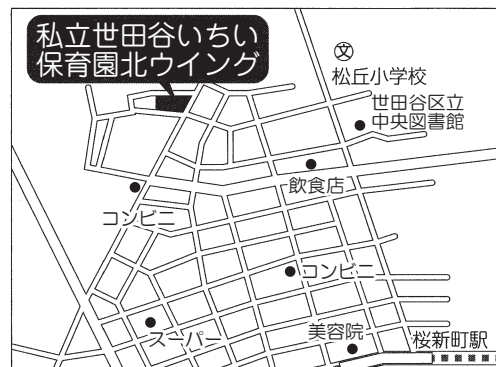 私立世田谷いちい
保育園北ウイング
文
松丘小学校
世田谷区立
中央図書館
飲食店
コンビニ
コンビニ
スーパー
美容院
桜新町駅